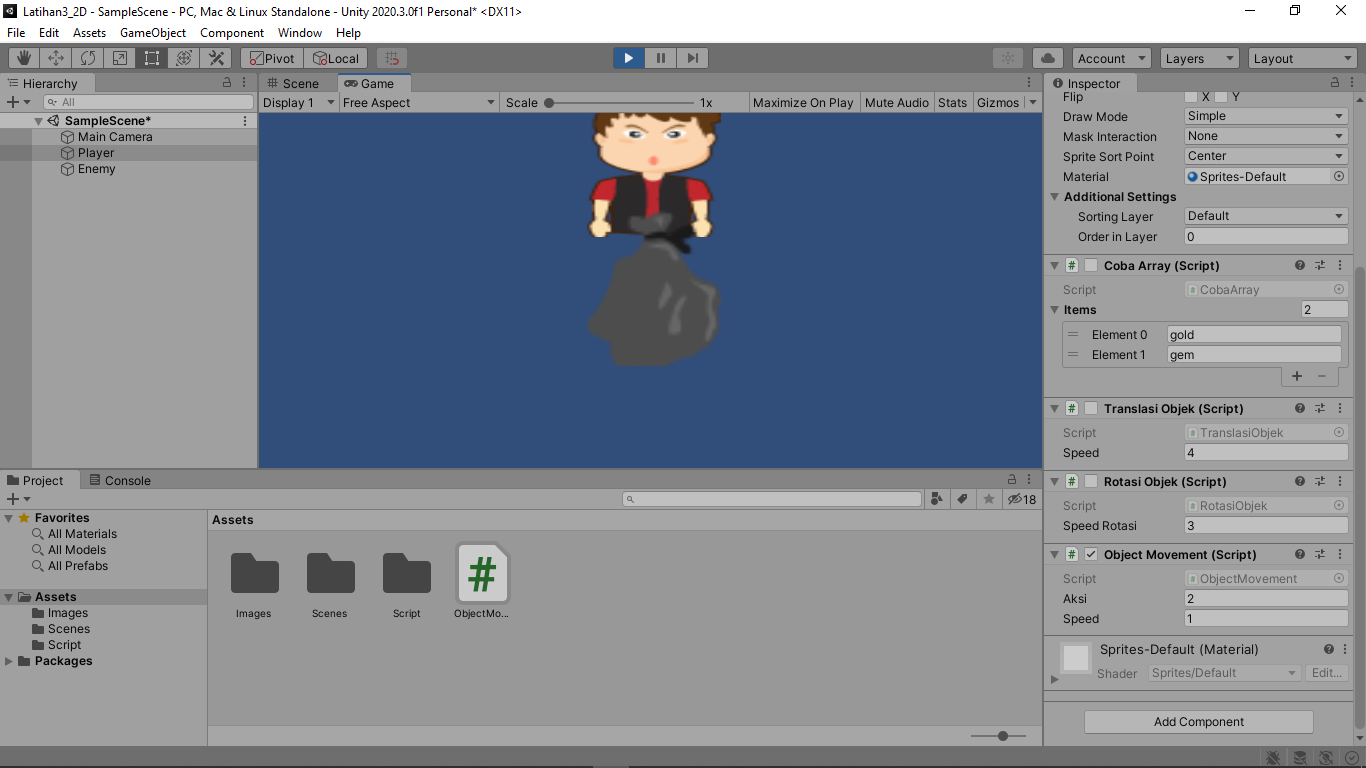 Latihan3_2D - SampleScene - PC, Mac & Linux Standalone - Unity 2020.3.0f1 Personal* <DX11>
File Edit Assets GameObject Component Window Help
Pivot Local Account Layers Layout
Hierarchy
All
SampleScene*
Main Camera
Player
Enemy
Scene Game
Display 1 Free Aspect Scale 1x Maximize On Play Mute Audio Stats Gizmos
Inspector
Flip X Y
Draw Mode Simple
Mask Interaction None
Sprite Sort Point Center
Material Sprites-Default
Additional Settings
Sorting Layer Default
Order in Layer 0
# Coba Array (Script)
Script # CobaArray
Items 2
= Element 0 gold
= Element 1 gem
+ −
# Translasi Objek (Script)
Script # TranslasiObjek
Speed 4
# Rotasi Objek (Script)
Script # RotasiObjek
Speed Rotasi 3
# Object Movement (Script)
Script # ObjectMovement
Aksi 2
Speed 1
Sprites-Default (Material)
Shader Sprites/Default Edit...
Add Component
Project Console
18
Favorites
All Materials
All Models
All Prefabs
Assets
Images
Scenes
Script
Packages
Assets
#
Images Scenes Script ObjectMo...